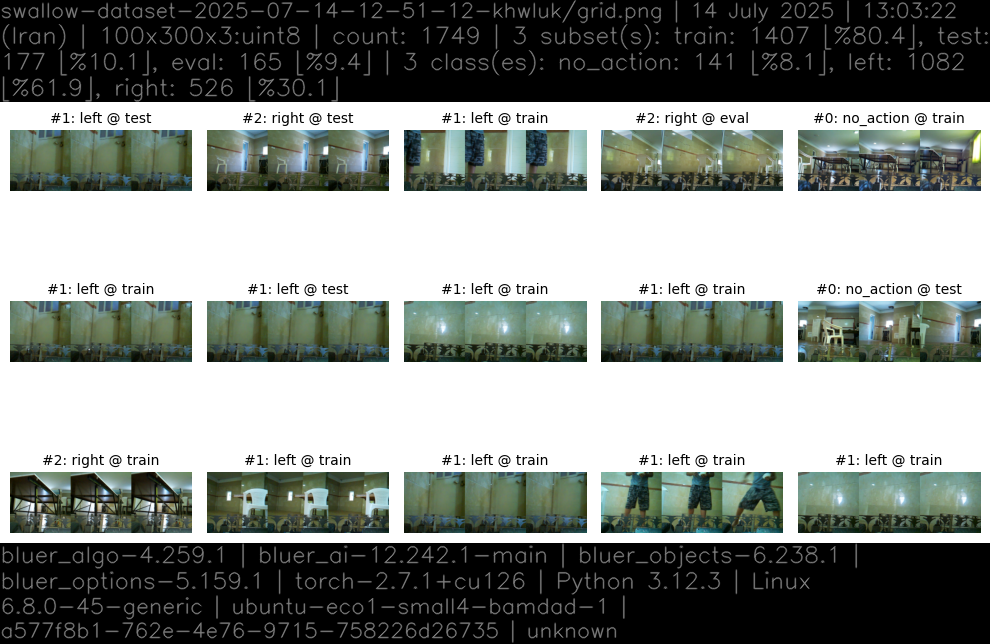 swallow-dataset-2025-07-14-12-51-12-khwluk/grid.png | 14 July 2025 | 13:03:22
(Iran) | 100x300x3:uint8 | count: 1749 | 3 subset(s): train: 1407 [%80.4], test:
177 [%10.1], eval: 165 [%9.4] | 3 class(es): no_action: 141 [%8.1], left: 1082
[%61.9], right: 526 [%30.1]
#1: left @ test
#2: right @ test
#1: left @ train
#2: right @ eval
#0: no_action @ train
#1: left @ train
#1: left @ test
#1: left @ train
#1: left @ train
#0: no_action @ test
#2: right @ train
#1: left @ train
#1: left @ train
#1: left @ train
#1: left @ train
bluer_algo-4.259.1 | bluer_ai-12.242.1-main | bluer_objects-6.238.1 |
bluer_options-5.159.1 | torch-2.7.1+cu126 | Python 3.12.3 | Linux
6.8.0-45-generic | ubuntu-eco1-small4-bamdad-1 |
a577f8b1-762e-4e76-9715-758226d26735 | unknown